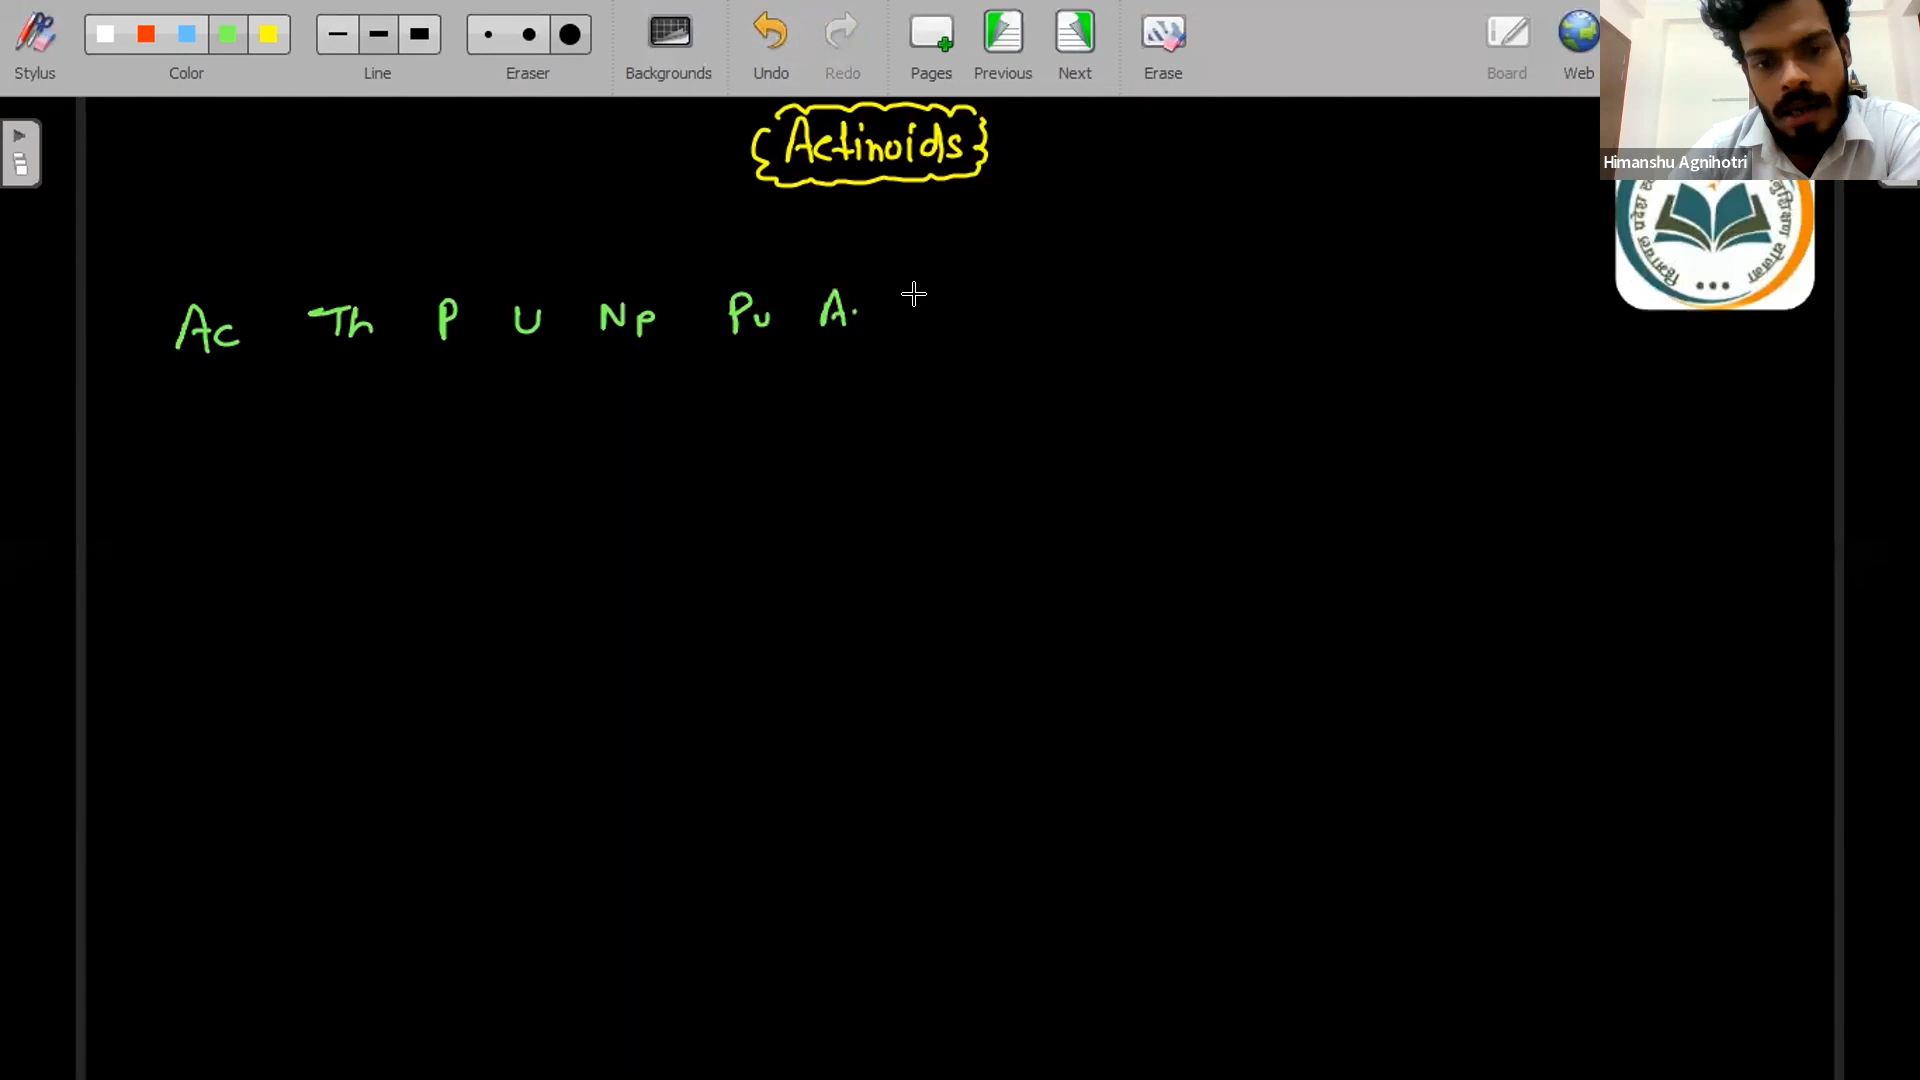 Stylus Color Line Eraser Backgrounds Undo Redo Pages Previous Next Erase Board Web
Himanshu Agnihotri
Actinoids
Ac Th P U Np Pu A.